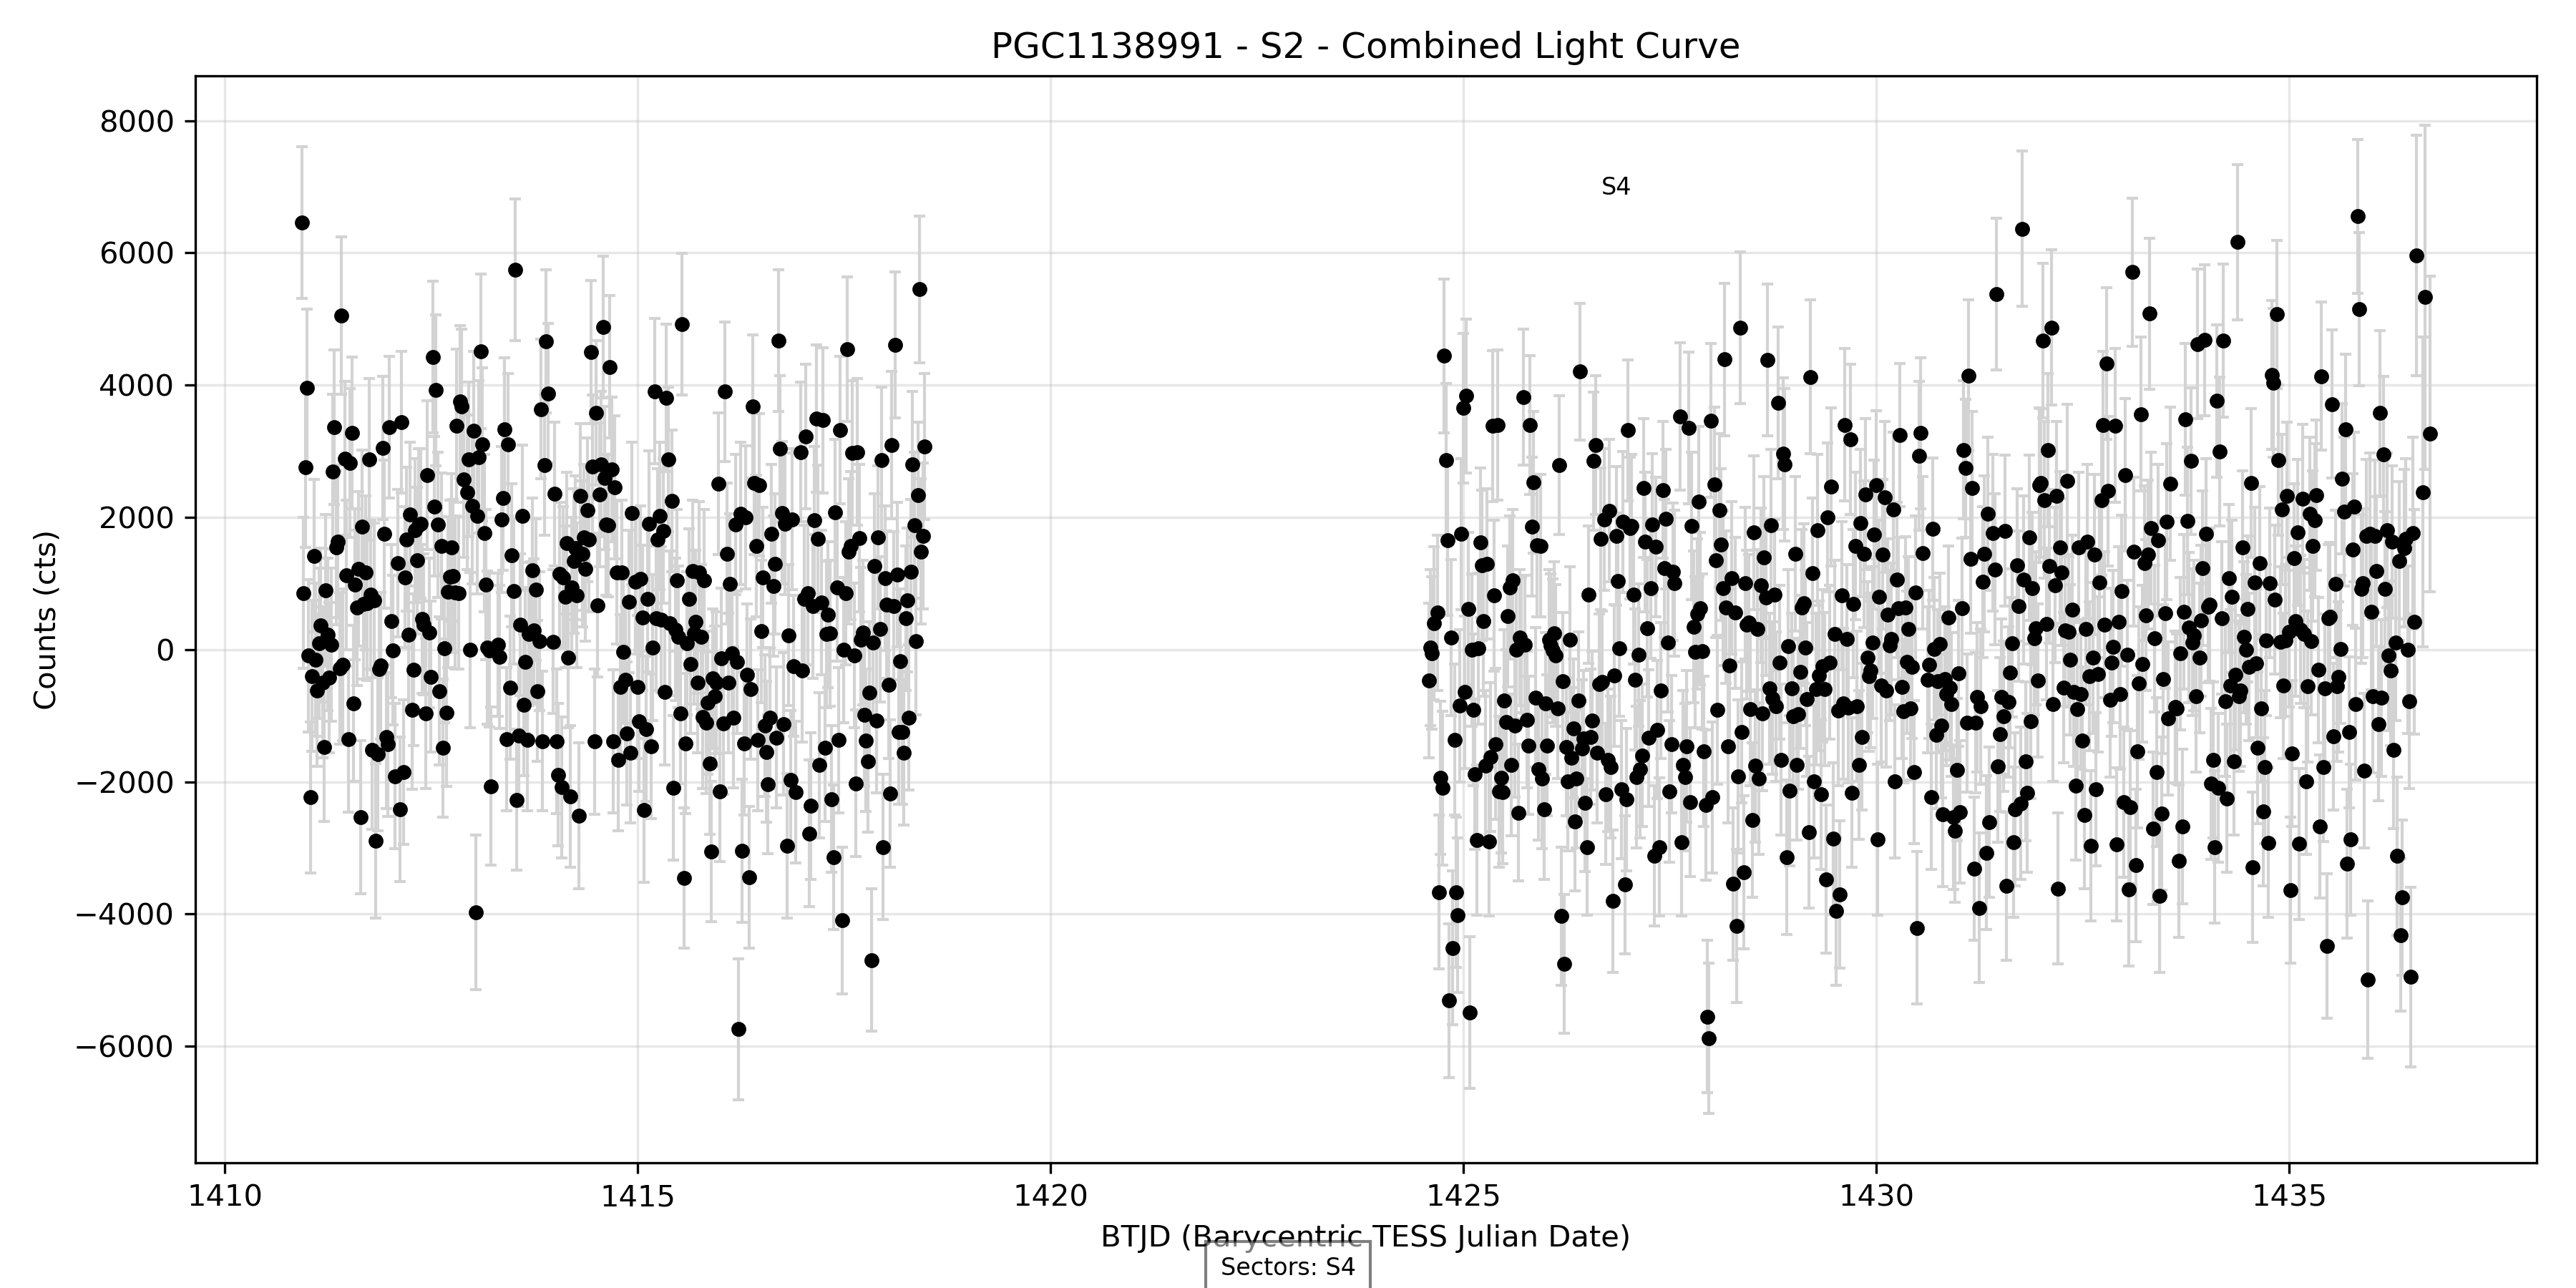 PGC1138991 - S2 - Combined Light Curve
Counts (cts)
8000
6000
4000
2000
0
−2000
−4000
−6000
S4
1410 1415 1420 1425 1430 1435
BTJD (Barycentric TESS Julian Date)
Sectors: S4